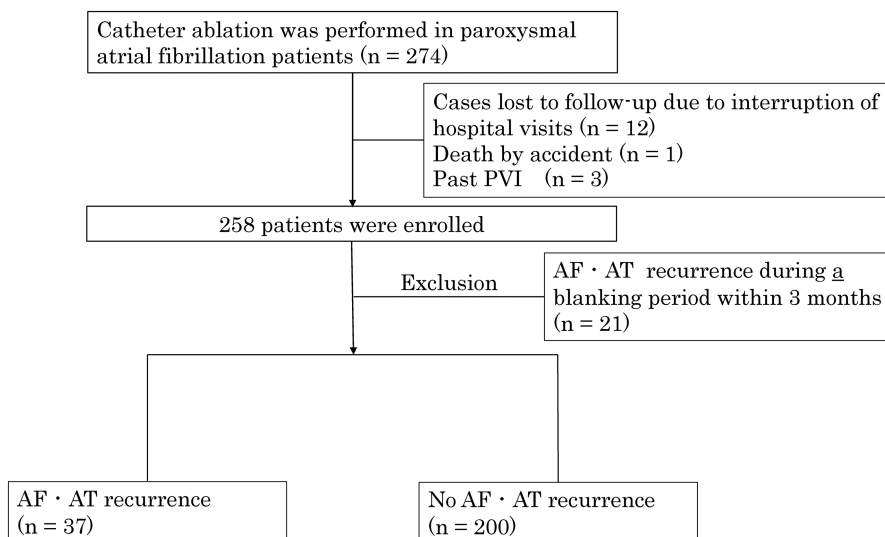 Catheter ablation was performed in paroxysmal
atrial fibrillation patients (n = 274)
Cases lost to follow-up due to interruption of
hospital visits (n = 12)
Death by accident (n = 1)
Past PVI (n = 3)
258 patients were enrolled
Exclusion
AF・AT recurrence during a
blanking period within 3 months
(n = 21)
AF・AT recurrence
(n = 37)
No AF・AT recurrence
(n = 200)